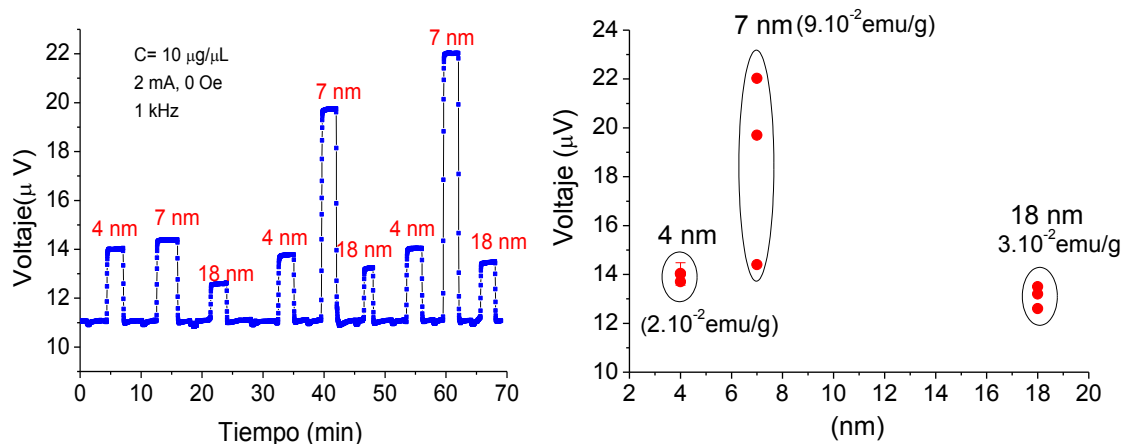 C= 10 μg/μL
2 mA, 0 Oe
1 kHz
4 nm
7 nm
18 nm
4 nm
7 nm
18 nm
4 nm
7 nm
18 nm
Voltaje(μ V)
22
20
18
16
14
12
10
0 10 20 30 40 50 60 70
Tiempo (min)
7 nm (9.10⁻²emu/g)
4 nm
(2.10⁻²emu/g)
18 nm
3.10⁻²emu/g)
Voltaje (μV)
24
22
20
18
16
14
12
10
2 4 6 8 10 12 14 16 18 20
(nm)